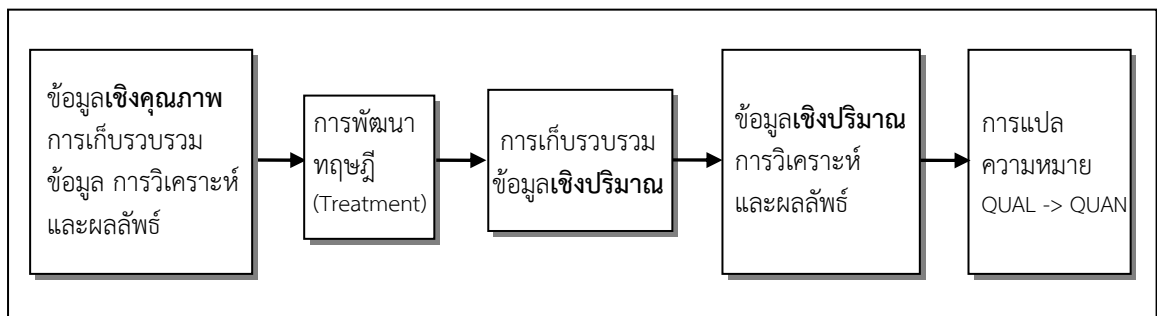 ข้อมูลเชิงคุณภาพ
การเก็บรวบรวม
ข้อมูล การวิเคราะห์
และผลลัพธ์
การพัฒนา
ทฤษฎี
(Treatment)
การเก็บรวบรวม
ข้อมูลเชิงปริมาณ
ข้อมูลเชิงปริมาณ
การวิเคราะห์
และผลลัพธ์
การแปล
ความหมาย
QUAL -> QUAN